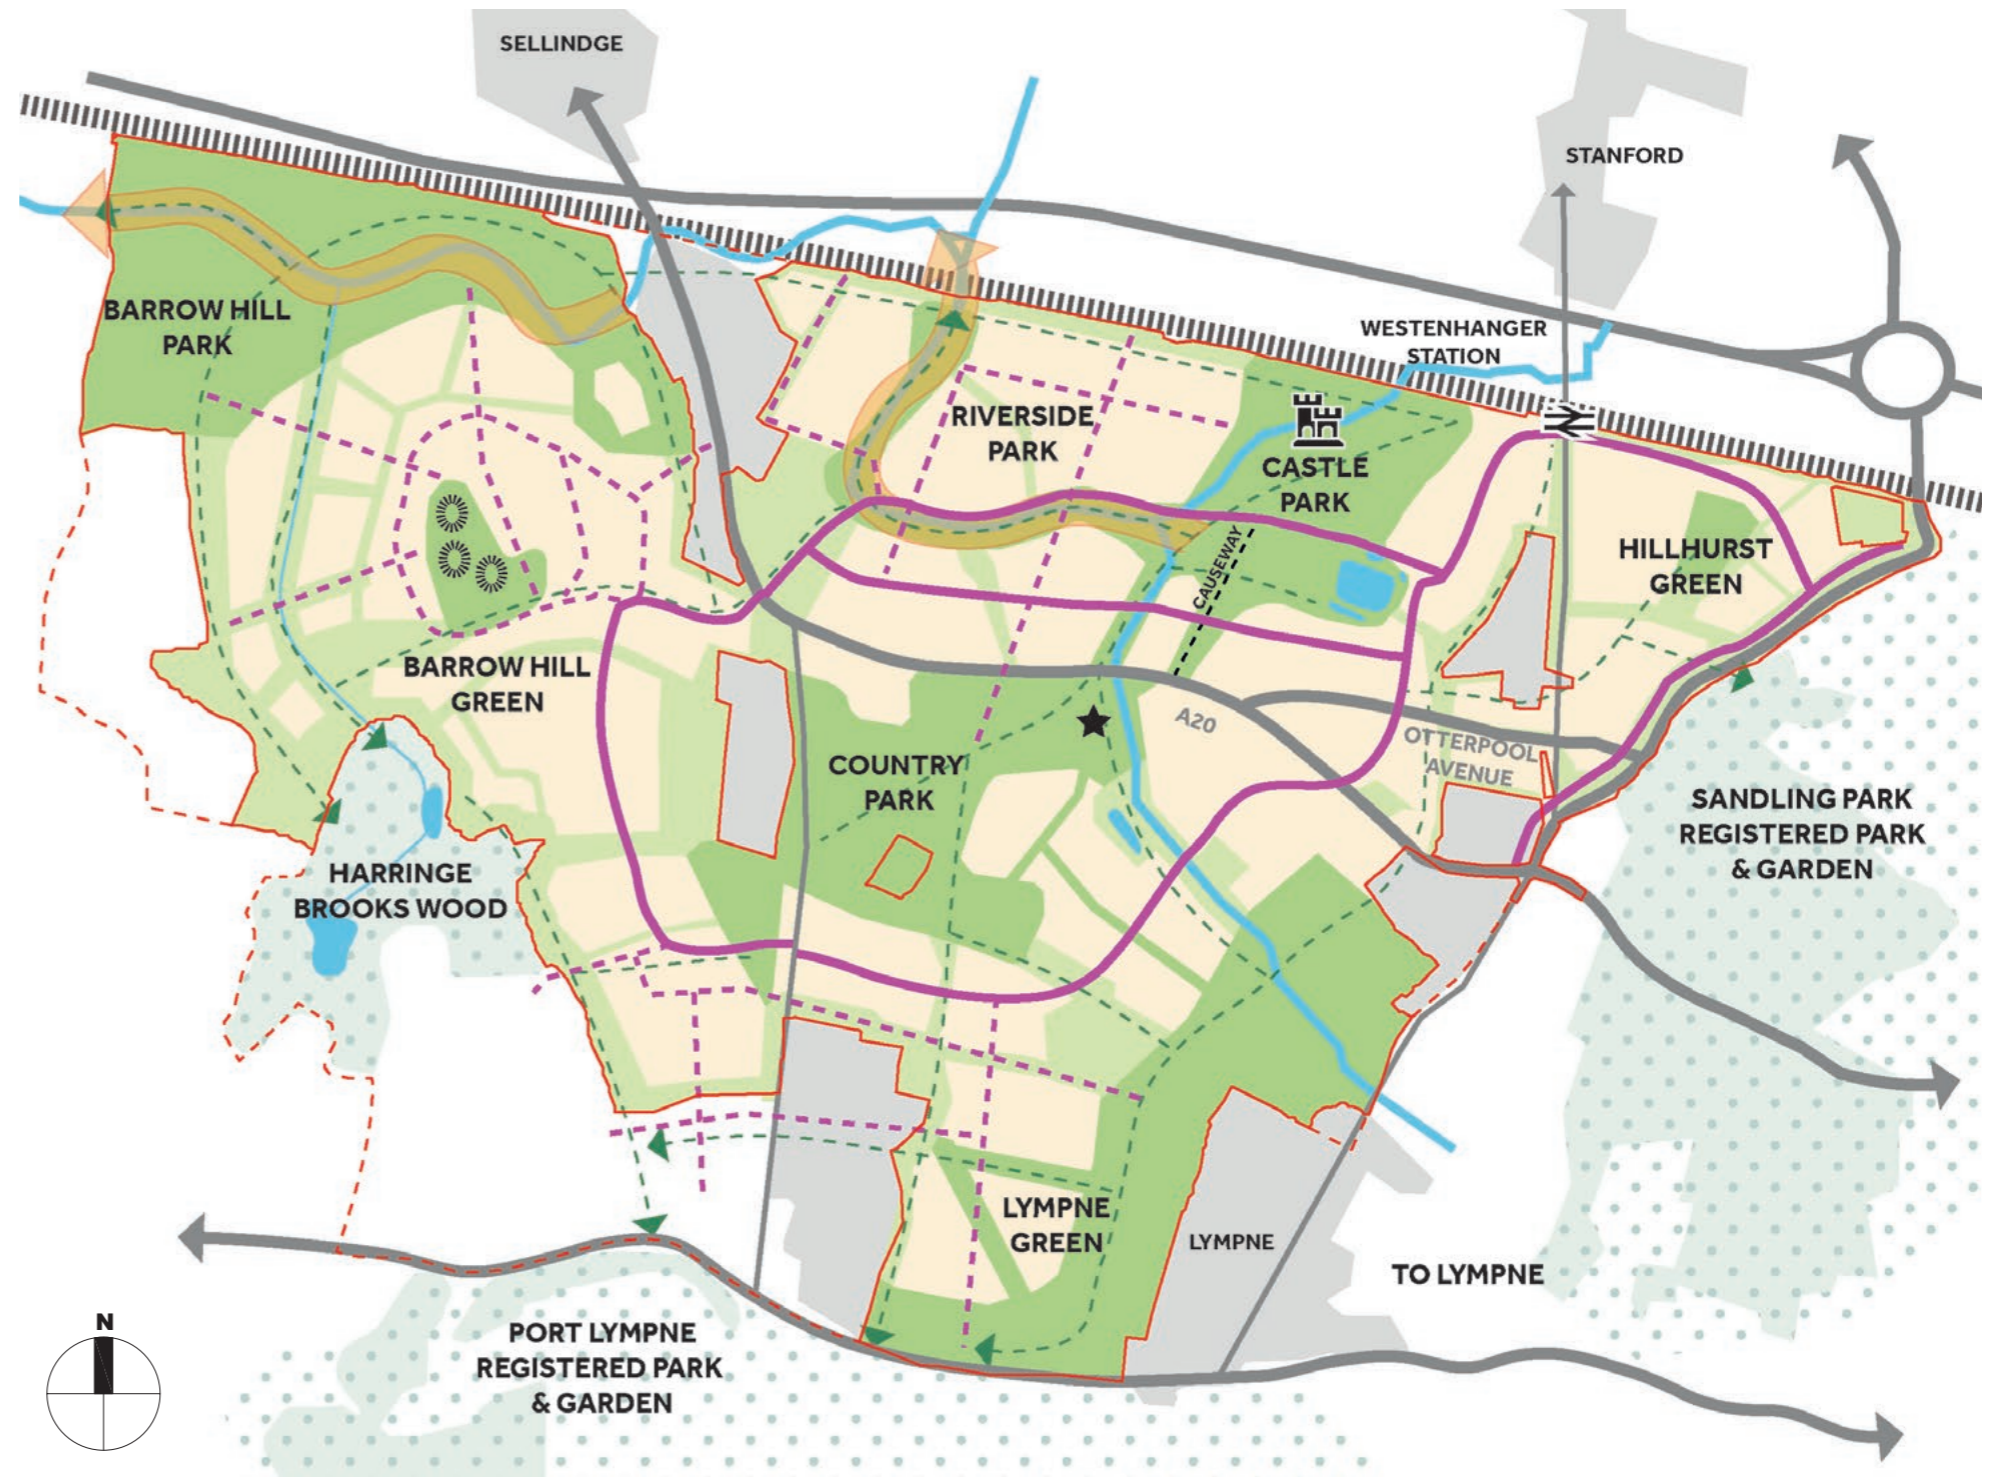 SELLINDGE
STANFORD
BARROW HILL
PARK
WESTENHANGER
STATION
RIVERSIDE
PARK
CASTLE
PARK
CAUSEWAY
HILLHURST
GREEN
BARROW HILL
GREEN
A20
OTTERPOOL
AVENUE
COUNTRY
PARK
SANDLING PARK
REGISTERED PARK
& GARDEN
HARRINGE
BROOKS WOOD
LYMPNE
GREEN
LYMPNE
TO LYMPNE
N
PORT LYMPNE
REGISTERED PARK
& GARDEN